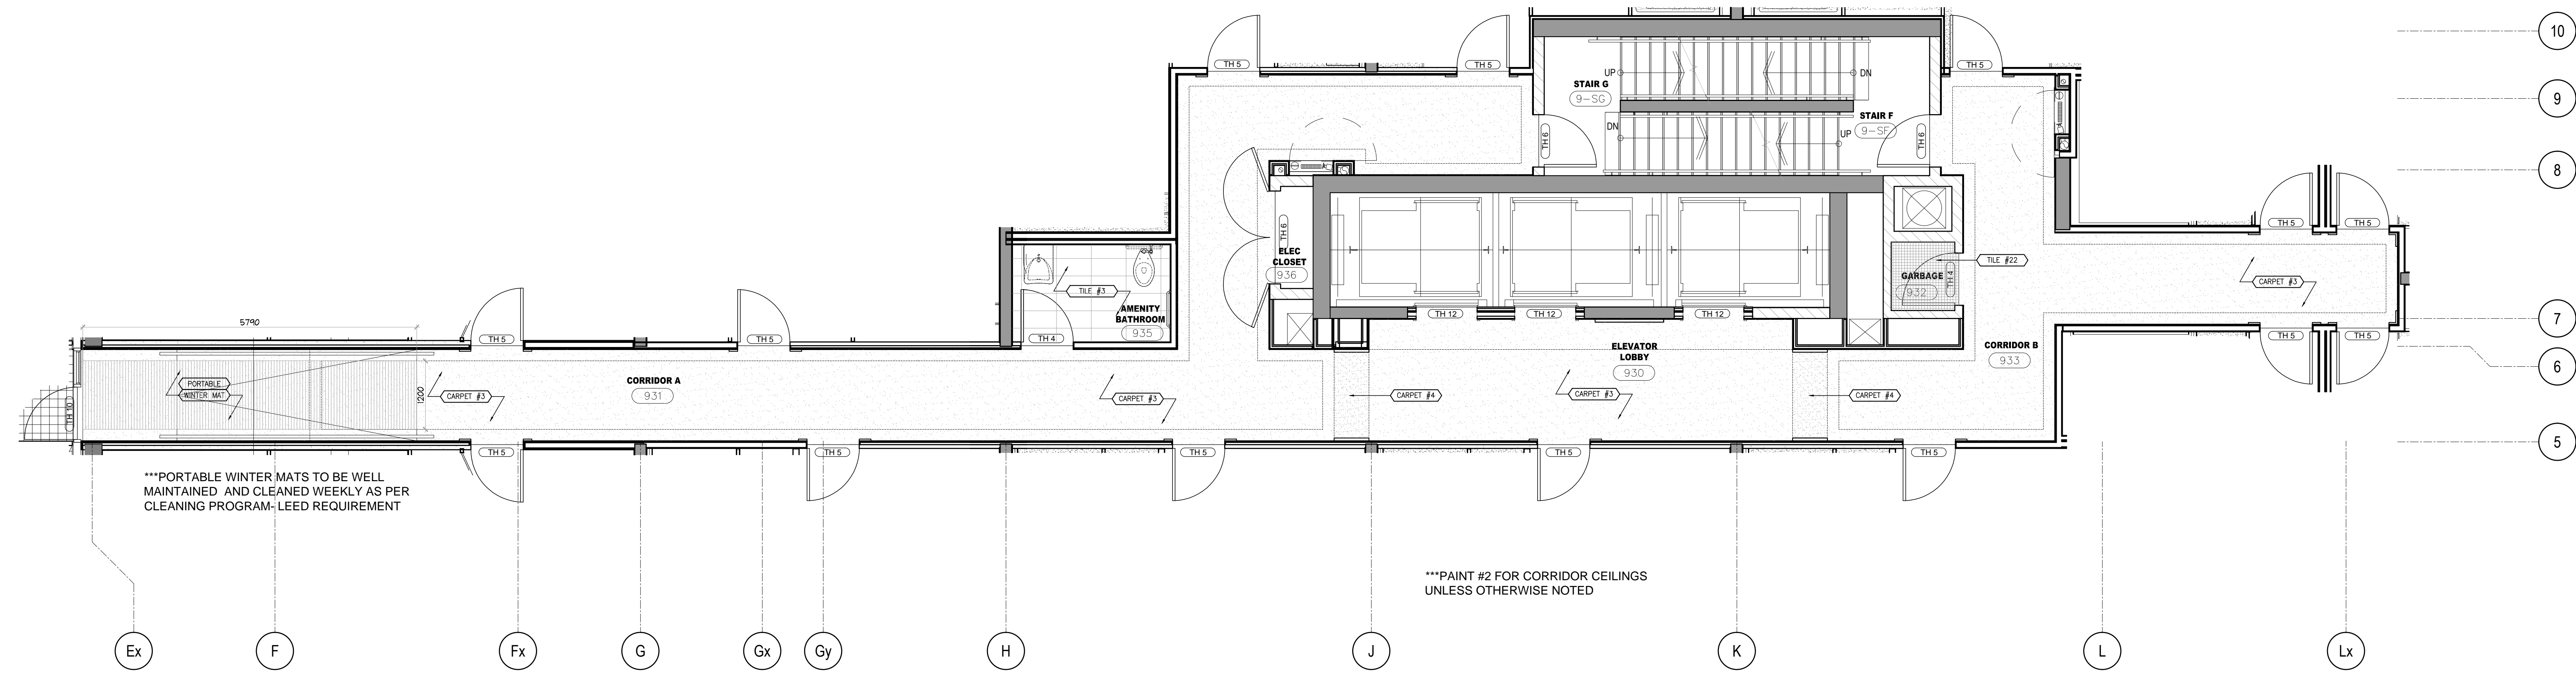 10
TH 5
TH 5
TH 5
UP
DN
STAIR G
9-SG
9
STAIR F
9-SF
DN
UP
TH 6
TH 6
8
TH 5
TH 5
TH 6
ELEC
CLOSET
936
TILE #3
AMENITY
BATHROOM
935
TILE #22
GARBAGE
932
TH 4
CARPET #3
TH 12
TH 12
TH 12
7
5790
TH 5
TH 5
TH 4
TH 5
TH 5
ELEVATOR
LOBBY
930
CORRIDOR B
933
6
PORTABLE
WINTER MAT
1200
CARPET #3
CORRIDOR A
931
CARPET #3
CARPET #4
CARPET #3
CARPET #4
TH 10
5
TH 5
TH 5
TH 5
TH 5
TH 5
***PORTABLE WINTER MATS TO BE WELL
MAINTAINED AND CLEANED WEEKLY AS PER
CLEANING PROGRAM- LEED REQUIREMENT
***PAINT #2 FOR CORRIDOR CEILINGS
UNLESS OTHERWISE NOTED
Ex
F
Fx
G
Gx
Gy
H
J
K
L
Lx